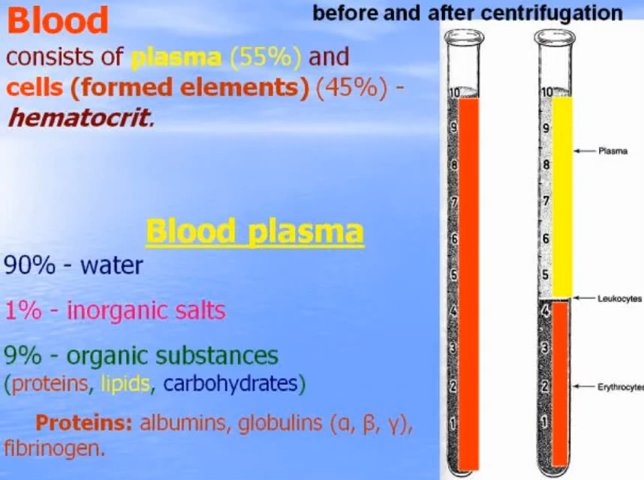 before and after centrifugation
Blood
consists of plasma (55%) and
cells (formed elements) (45%) -
hematocrit.
Blood plasma
90% - water
1% - inorganic salts
9% - organic substances
(proteins, lipids, carbohydrates)
Proteins: albumins, globulins (α, β, γ),
fibrinogen.
10
9
8
7
6
5
4
3
2
1
10
9
8
7
6
5
4
3
2
1
Plasma
Leukocytes
Erythrocytes